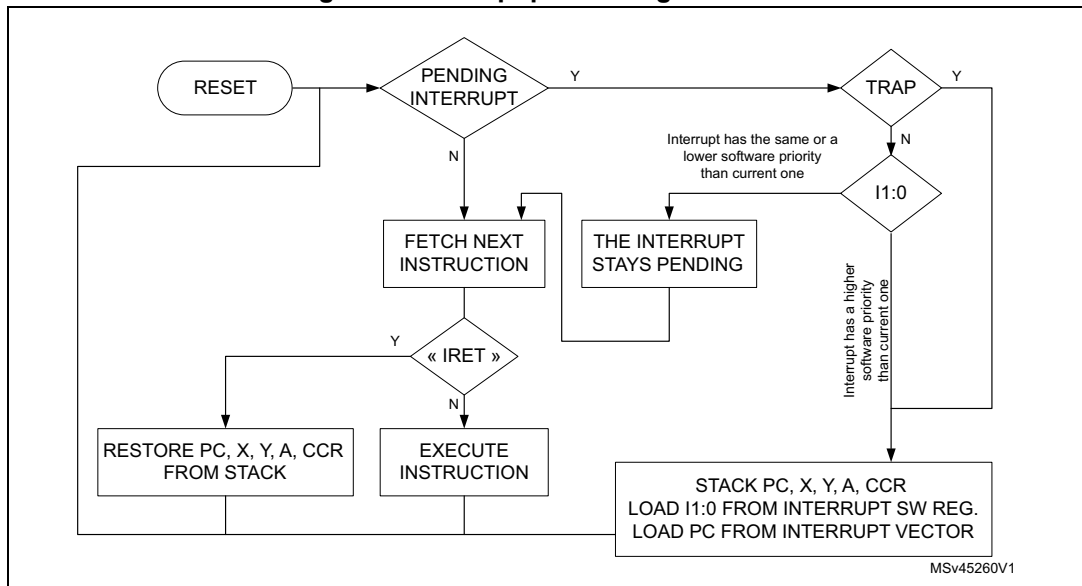 RESET
PENDING
INTERRUPT
Y
TRAP
Y
N
N
Interrupt has the same or a
lower software priority
than current one
I1:0
FETCH NEXT
INSTRUCTION
THE INTERRUPT
STAYS PENDING
Interrupt has a higher
software priority
than current one
Y
« IRET »
N
RESTORE PC, X, Y, A, CCR
FROM STACK
EXECUTE
INSTRUCTION
STACK PC, X, Y, A, CCR
LOAD I1:0 FROM INTERRUPT SW REG.
LOAD PC FROM INTERRUPT VECTOR
MSv45260V1